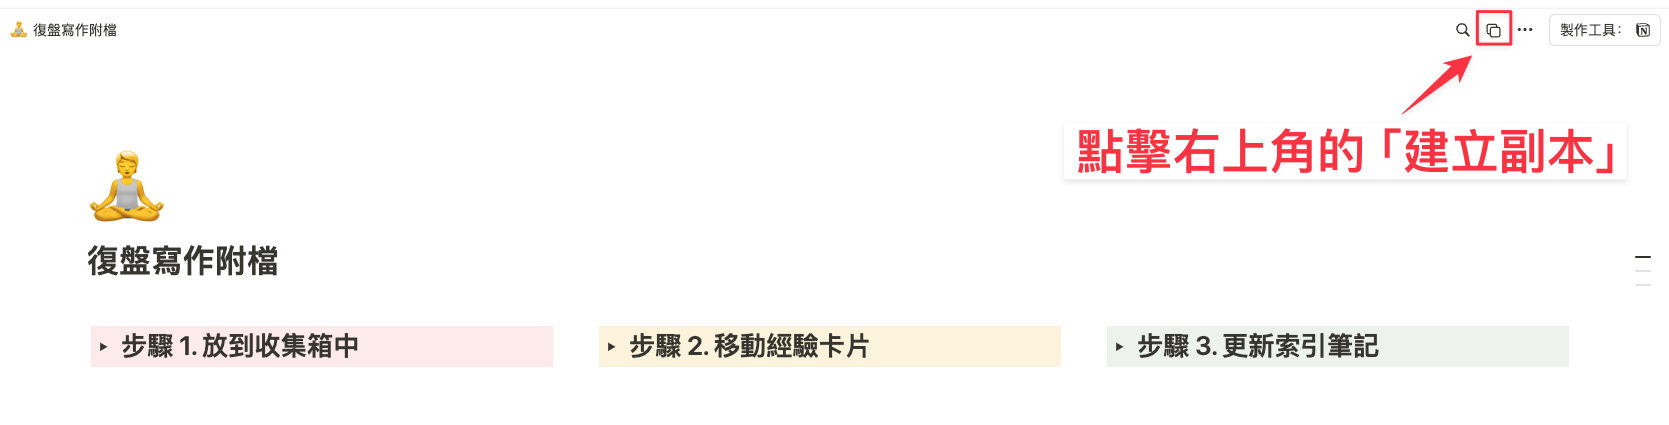 復盤寫作附檔
製作工具：
點擊右上角的「建立副本」
復盤寫作附檔
步驟 1. 放到收集箱中
步驟 2. 移動經驗卡片
步驟 3. 更新索引筆記